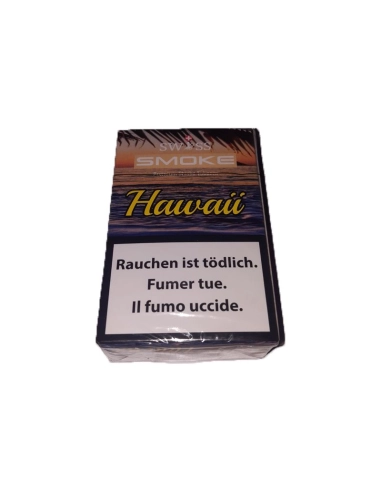 SWISS
SMOKE
Hawaii
Rauchen ist tödlich.
Fumer tue.
Il fumo uccide.